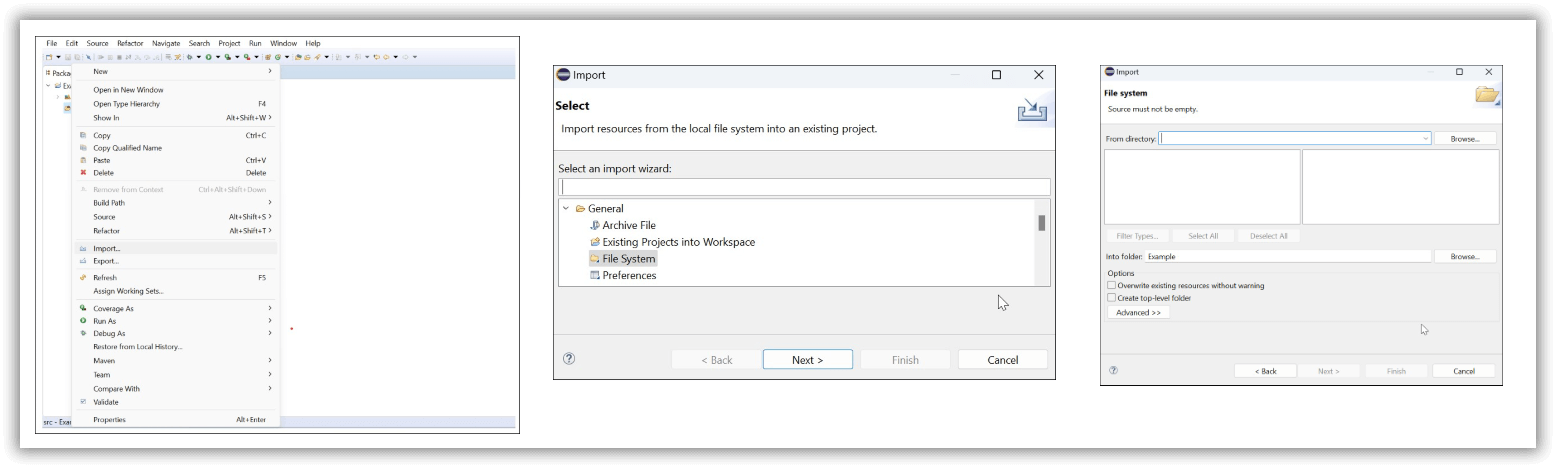 File Edit Source Refactor Navigate Search Project Run Window Help
Packa
Exa
New
Open in New Window
Open Type Hierarchy F4
Show In Alt+Shift+W >
Copy Ctrl+C
Copy Qualified Name
Paste Ctrl+V
Delete Delete
Remove from Context Ctrl+Alt+Shift+Down
Build Path
Source Alt+Shift+S >
Refactor Alt+Shift+T >
Import...
Export...
Refresh F5
Assign Working Sets...
Coverage As
Run As
Debug As
Restore from Local History...
Maven
Team
Compare With
Validate
Properties Alt+Enter
src - Exa
Import
Select
Import resources from the local file system into an existing project.
Select an import wizard:
General
Archive File
Existing Projects into Workspace
File System
Preferences
< Back Next > Finish Cancel
Import
File system
Source must not be empty.
From directory: Browse...
Filter Types... Select All Deselect All
Into folder: Example Browse...
Options
Overwrite existing resources without warning
Create top-level folder
Advanced >>
< Back Next > Finish Cancel